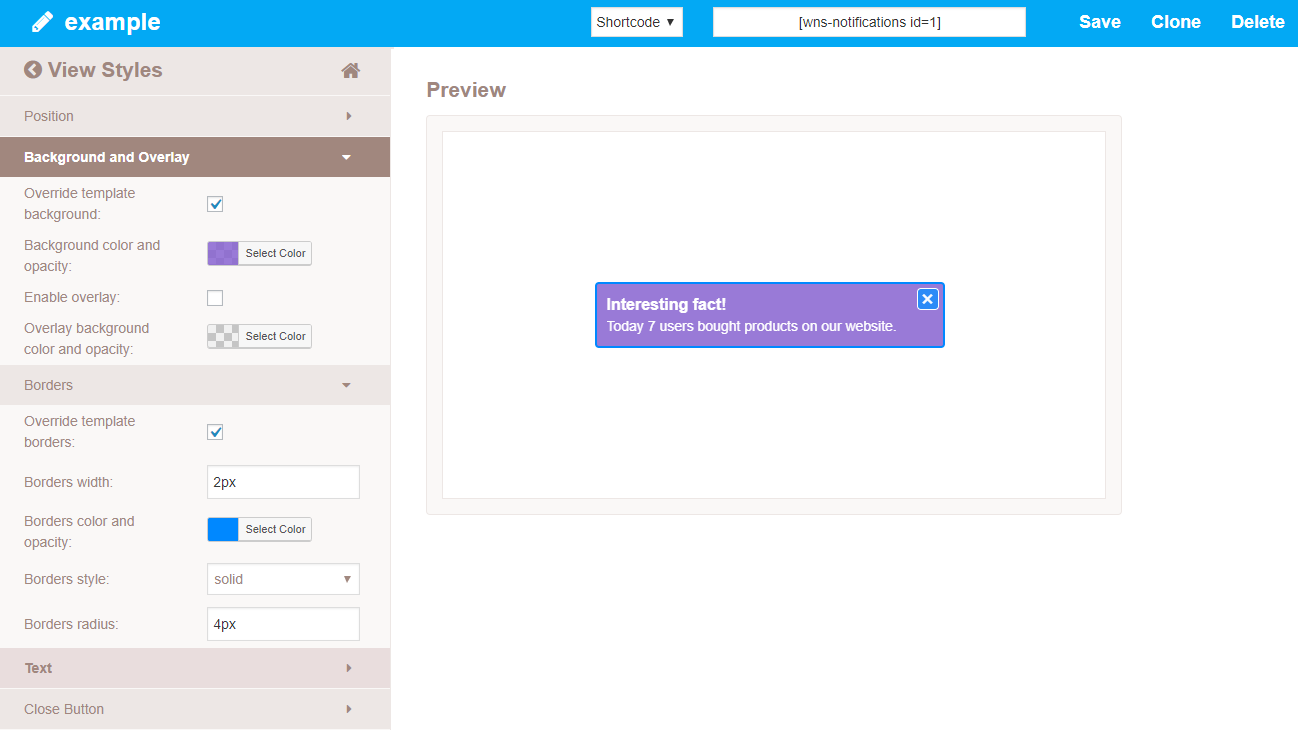 example
Shortcode
[wns-notifications id=1]
Save
Clone
Delete
View Styles
Position
Background and Overlay
Override template
background:
Background color and
opacity:
Select Color
Enable overlay:
Overlay background
color and opacity:
Select Color
Borders
Override template
borders:
Borders width:
2px
Borders color and
opacity:
Select Color
Borders style:
solid
Borders radius:
4px
Text
Close Button
Preview
Interesting fact!
Today 7 users bought products on our website.